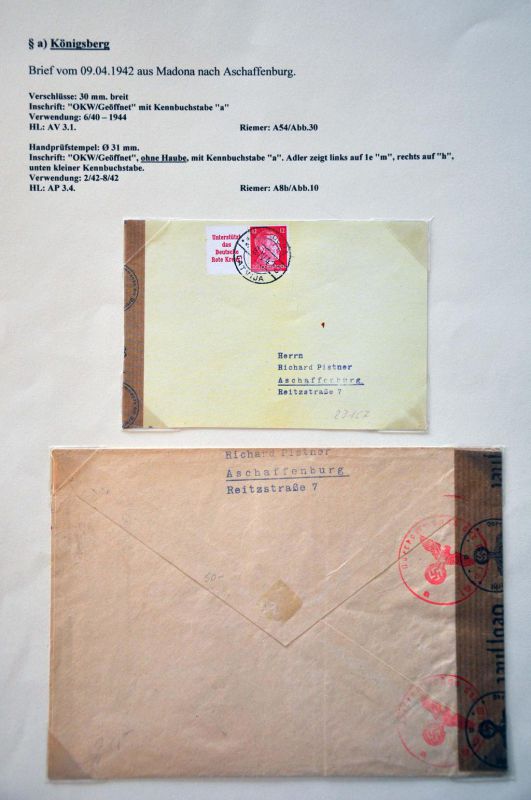 § a) Königsberg
Brief vom 09.04.1942 aus Madona nach Aschaffenburg.
Verschlüsse: 30 mm. breit
Inschrift: "OKW/Geöffnet" mit Kennbuchstabe "a"
Verwendung: 6/40 – 1944
HL: AV 3.1. Riemer: A54/Abb.30
Handprüfstempel: Ø 31 mm.
Inschrift: "OKW/Geöffnet", ohne Haube, mit Kennbuchstabe "a". Adler zeigt links auf 1e "m", rechts auf "h",
unten kleiner Kennbuchstabe.
Verwendung: 2/42-8/42
HL: AP 3.4. Riemer: A8b/Abb.10
Unterstützt
das
Deutsche
Rote Kreuz
12 12
LATVIJA
Herrn
Richard Pistner
Aschaffenburg
Reitzstraße 7
Richard Pistner
Aschaffenburg
Reitzstraße 7
50-